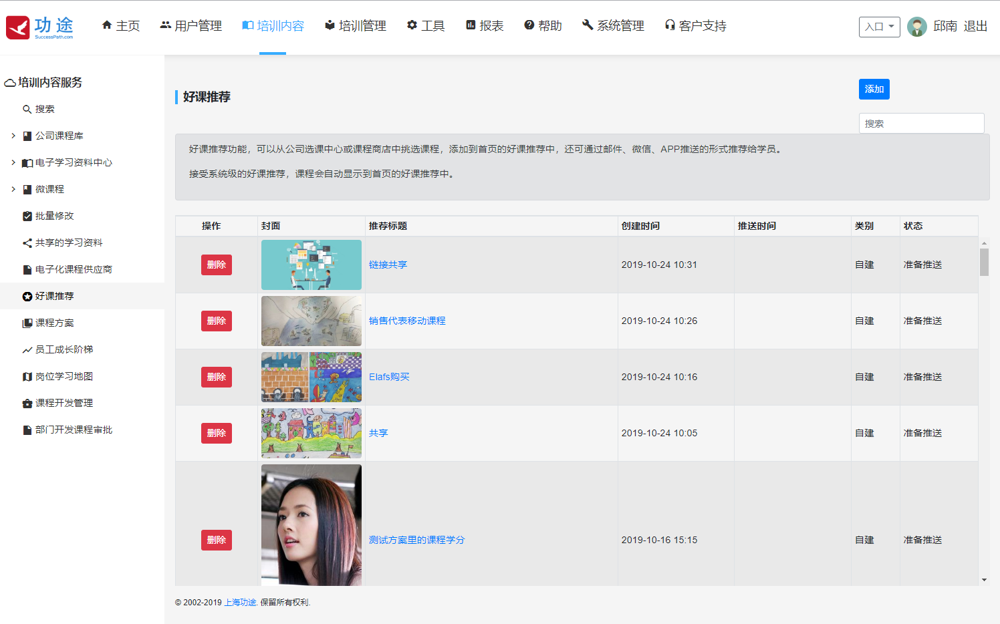 功途
SuccessPath.com
主页
用户管理
培训内容
培训管理
工具
报表
帮助
系统管理
客户支持
入口
邱南
退出
培训内容服务
搜索
公司课程库
电子学习资料中心
微课程
批量修改
共享的学习资料
电子化课程供应商
好课推荐
课程方案
员工成长阶梯
岗位学习地图
课程开发管理
部门开发课程审批
好课推荐
添加
搜索
好课推荐功能，可以从公司选课中心或课程商店中挑选课程，添加到首页的好课推荐中，还可通过邮件、微信、APP推送的形式推荐给学员。
接受系统级的好课推荐，课程会自动显示到首页的好课推荐中。
操作 封面 推荐标题 创建时间 推送时间 类别 状态
删除 链接共享 2019-10-24 10:31 自建 准备推送
删除 销售代表移动课程 2019-10-24 10:26 自建 准备推送
删除 Elafs购买 2019-10-24 10:16 自建 准备推送
删除 共享 2019-10-24 10:05 自建 准备推送
删除 测试方案里的课程学分 2019-10-16 15:15 自建 准备推送
© 2002-2019 上海功途. 保留所有权利.